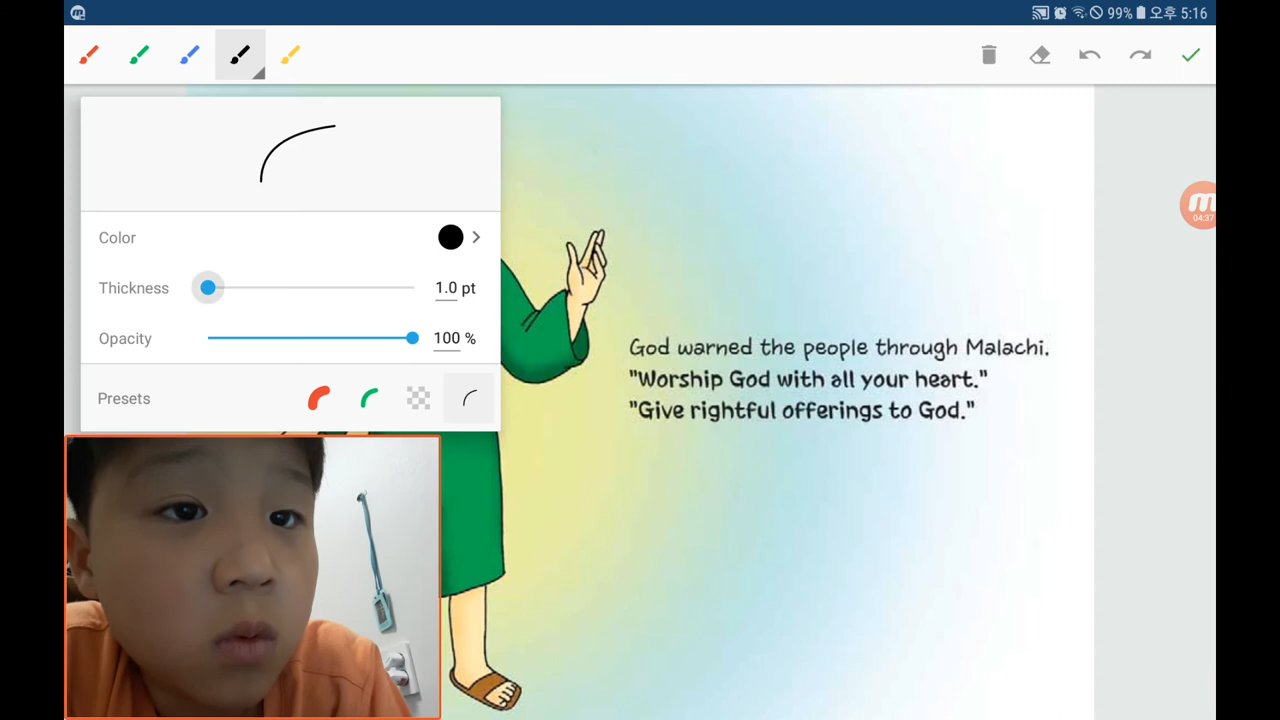 99% 오후 5:16
Color
Thickness 1.0 pt
Opacity 100 %
Presets
04:37
God warned the people through Malachi.
"Worship God with all your heart."
"Give rightful offerings to God."